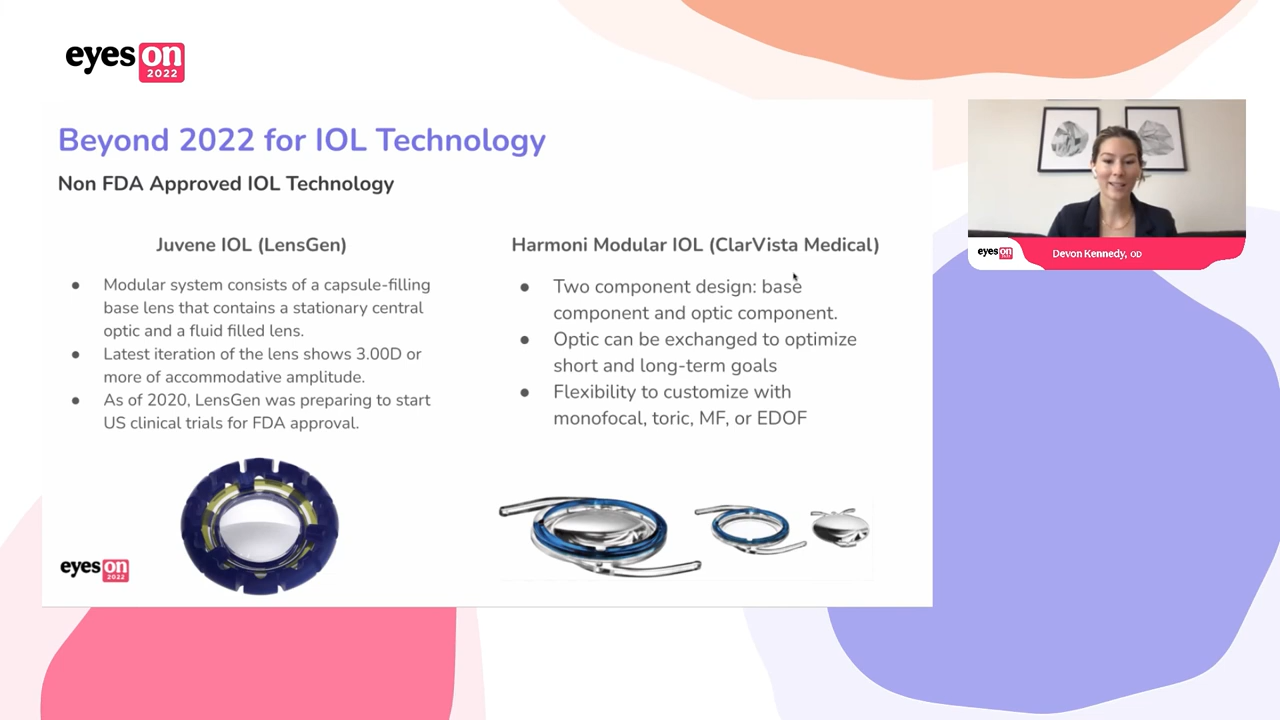 eyes on
2022
Beyond 2022 for IOL Technology
Non FDA Approved IOL Technology
Juvene IOL (LensGen)
● Modular system consists of a capsule-filling
base lens that contains a stationary central
optic and a fluid filled lens.
● Latest iteration of the lens shows 3.00D or
more of accommodative amplitude.
● As of 2020, LensGen was preparing to start
US clinical trials for FDA approval.
Harmoni Modular IOL (ClarVista Medical)
● Two component design: base
component and optic component.
● Optic can be exchanged to optimize
short and long-term goals
● Flexibility to customize with
monofocal, toric, MF, or EDOF
eyes on
2022
eyes on
Devon Kennedy, OD